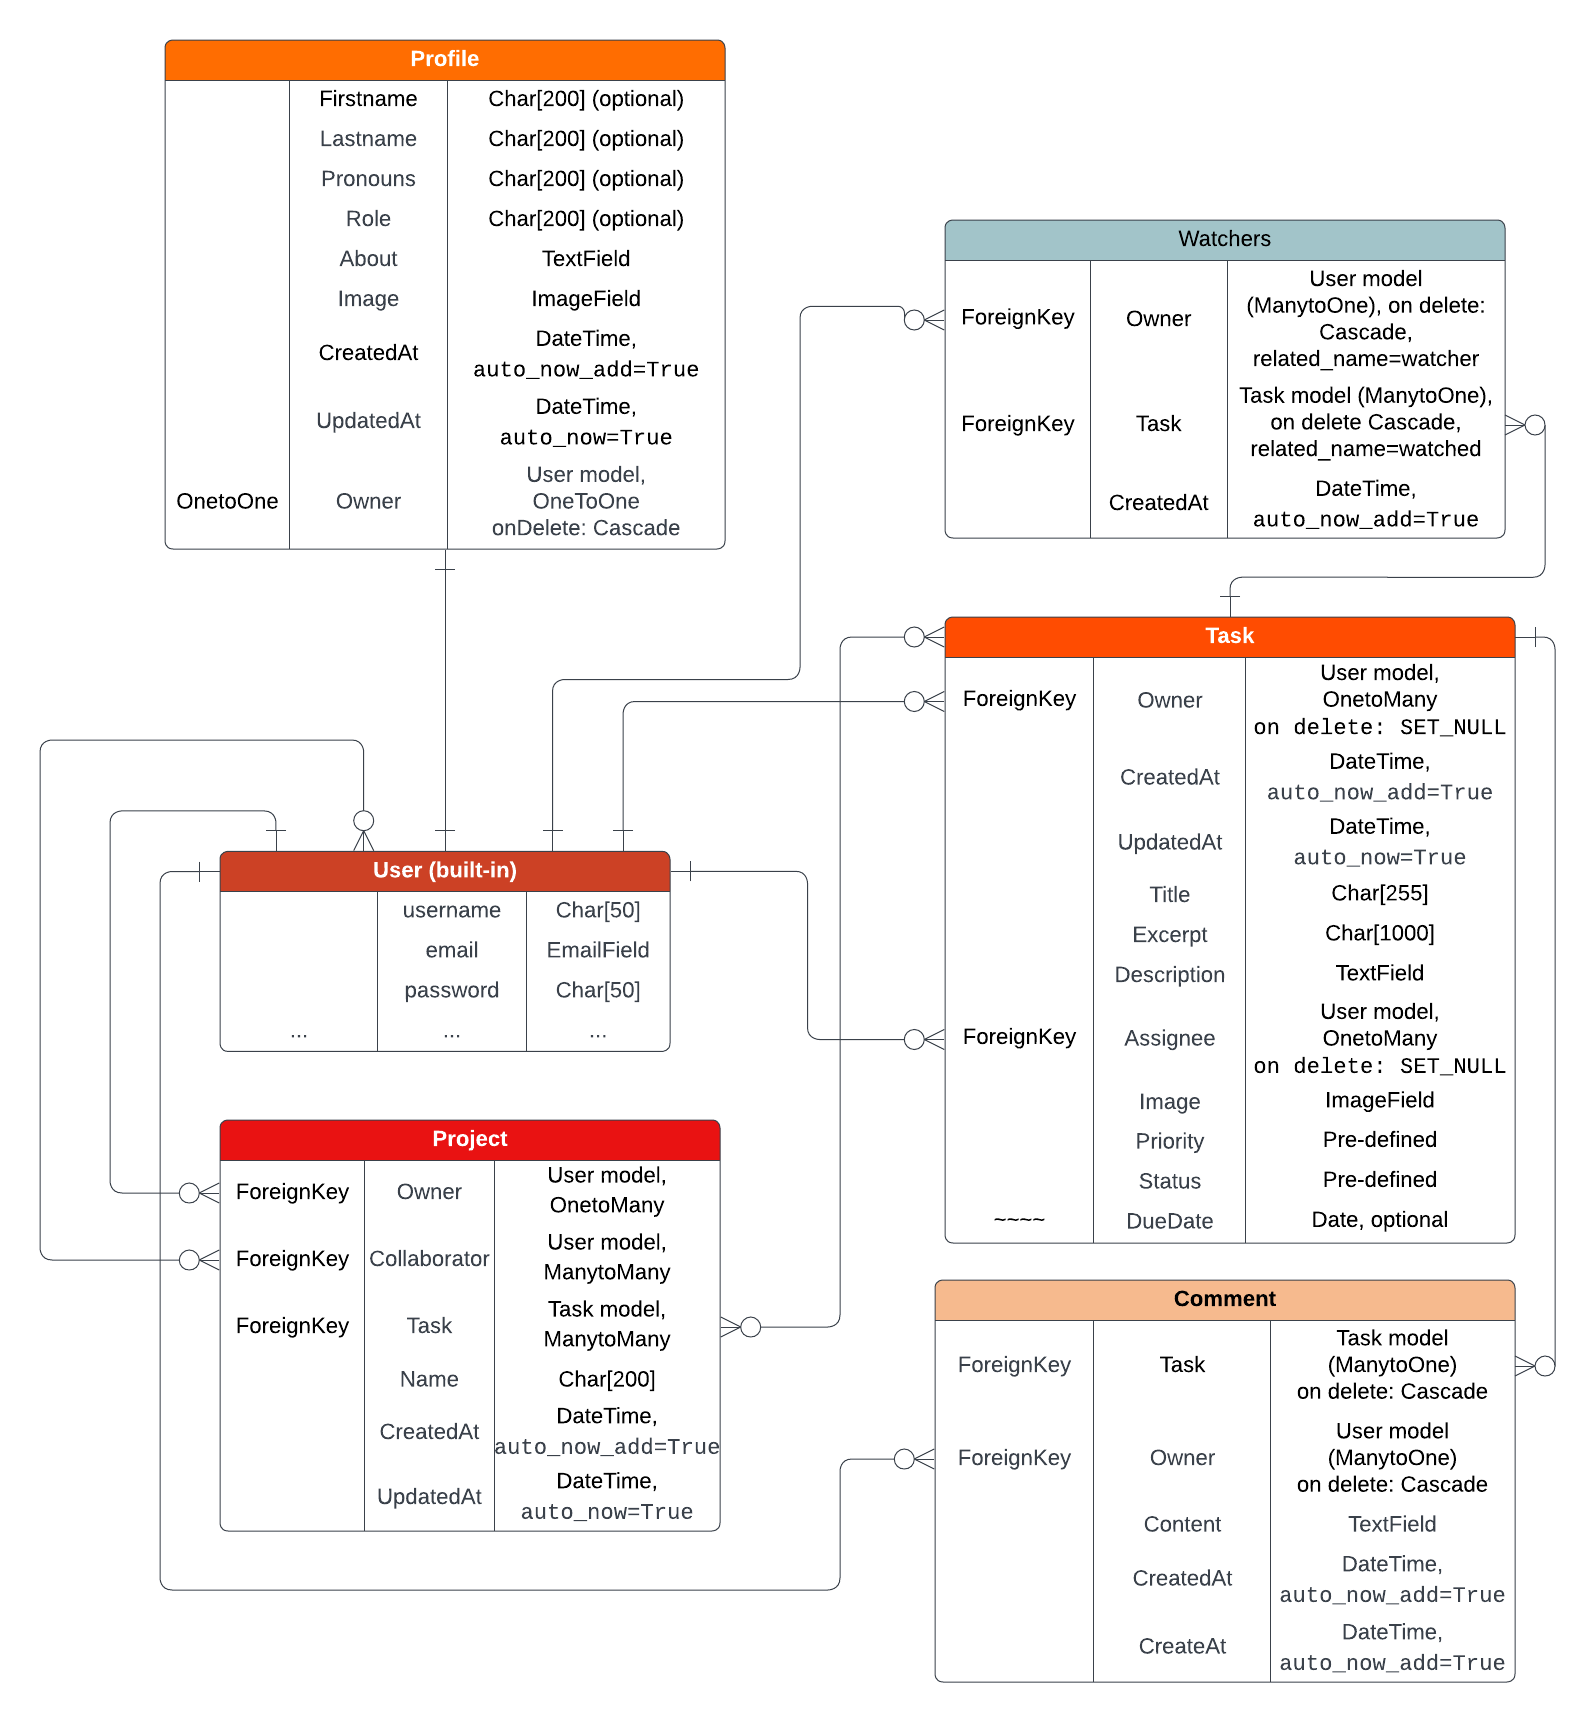 Profile
Firstname Char[200] (optional)
Lastname Char[200] (optional)
Pronouns Char[200] (optional)
Role Char[200] (optional)
About TextField
Image ImageField
CreatedAt DateTime,
auto_now_add=True
UpdatedAt DateTime,
auto_now=True
OnetoOne Owner User model,
OneToOne
onDelete: Cascade
Watchers
ForeignKey Owner User model
(ManytoOne), on delete:
Cascade,
related_name=watcher
ForeignKey Task Task model (ManytoOne),
on delete Cascade,
related_name=watched
CreatedAt DateTime,
auto_now_add=True
Task
ForeignKey Owner User model,
OnetoMany
on delete: SET_NULL
CreatedAt DateTime,
auto_now_add=True
UpdatedAt DateTime,
auto_now=True
Title Char[255]
Excerpt Char[1000]
Description TextField
ForeignKey Assignee User model,
OnetoMany
on delete: SET_NULL
Image ImageField
Priority Pre-defined
Status Pre-defined
~~~~ DueDate Date, optional
User (built-in)
username Char[50]
email EmailField
password Char[50]
... ... ...
Project
ForeignKey Owner User model,
OnetoMany
ForeignKey Collaborator User model,
ManytoMany
ForeignKey Task Task model,
ManytoMany
Name Char[200]
CreatedAt DateTime,
auto_now_add=True
UpdatedAt DateTime,
auto_now=True
Comment
ForeignKey Task Task model
(ManytoOne)
on delete: Cascade
ForeignKey Owner User model
(ManytoOne)
on delete: Cascade
Content TextField
CreatedAt DateTime,
auto_now_add=True
CreateAt DateTime,
auto_now_add=True